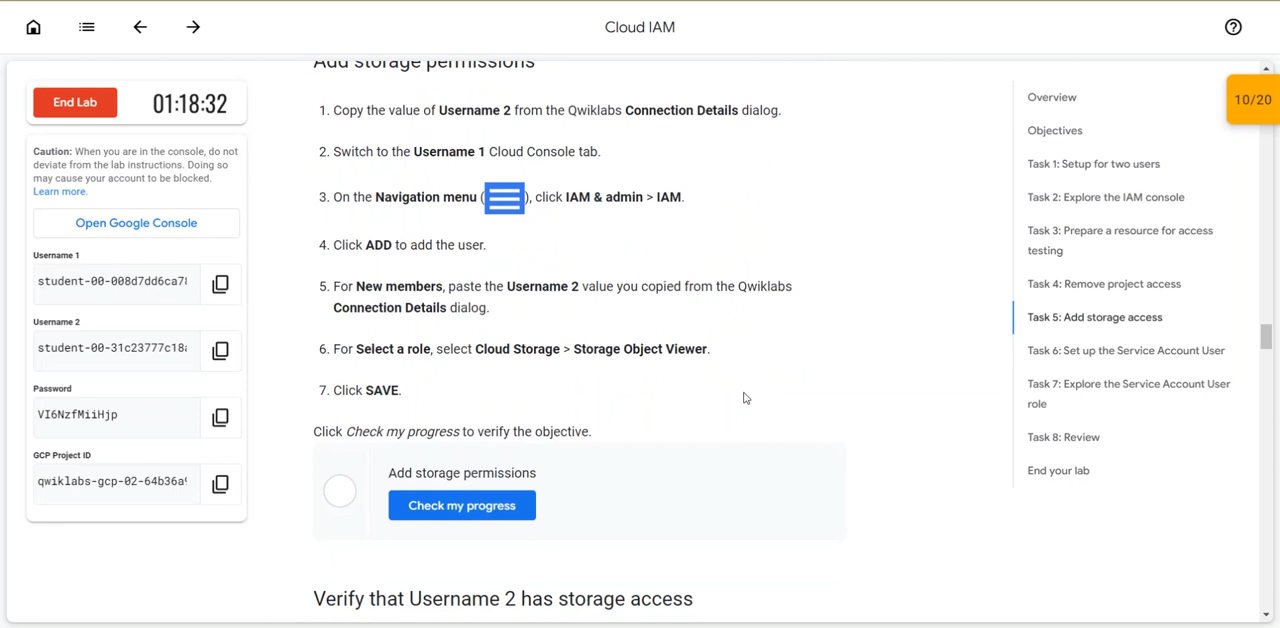 Cloud IAM
End Lab
01:18:32
Caution: When you are in the console, do not
deviate from the lab instructions. Doing so
may cause your account to be blocked.
Learn more.
Open Google Console
Username 1
student-00-008d7dd6ca7
Username 2
student-00-31c23777c18
Password
VI6NzfMiiHjp
GCP Project ID
qwiklabs-gcp-02-64b36a
Add storage permissions
1. Copy the value of Username 2 from the Qwiklabs Connection Details dialog.
2. Switch to the Username 1 Cloud Console tab.
3. On the Navigation menu (), click IAM & admin > IAM.
4. Click ADD to add the user.
5. For New members, paste the Username 2 value you copied from the Qwiklabs
Connection Details dialog.
6. For Select a role, select Cloud Storage > Storage Object Viewer.
7. Click SAVE.
Click Check my progress to verify the objective.
Add storage permissions
Check my progress
Verify that Username 2 has storage access
Overview
Objectives
Task 1: Setup for two users
Task 2: Explore the IAM console
Task 3: Prepare a resource for access
testing
Task 4: Remove project access
Task 5: Add storage access
Task 6: Set up the Service Account User
Task 7: Explore the Service Account User
role
Task 8: Review
End your lab
10/20